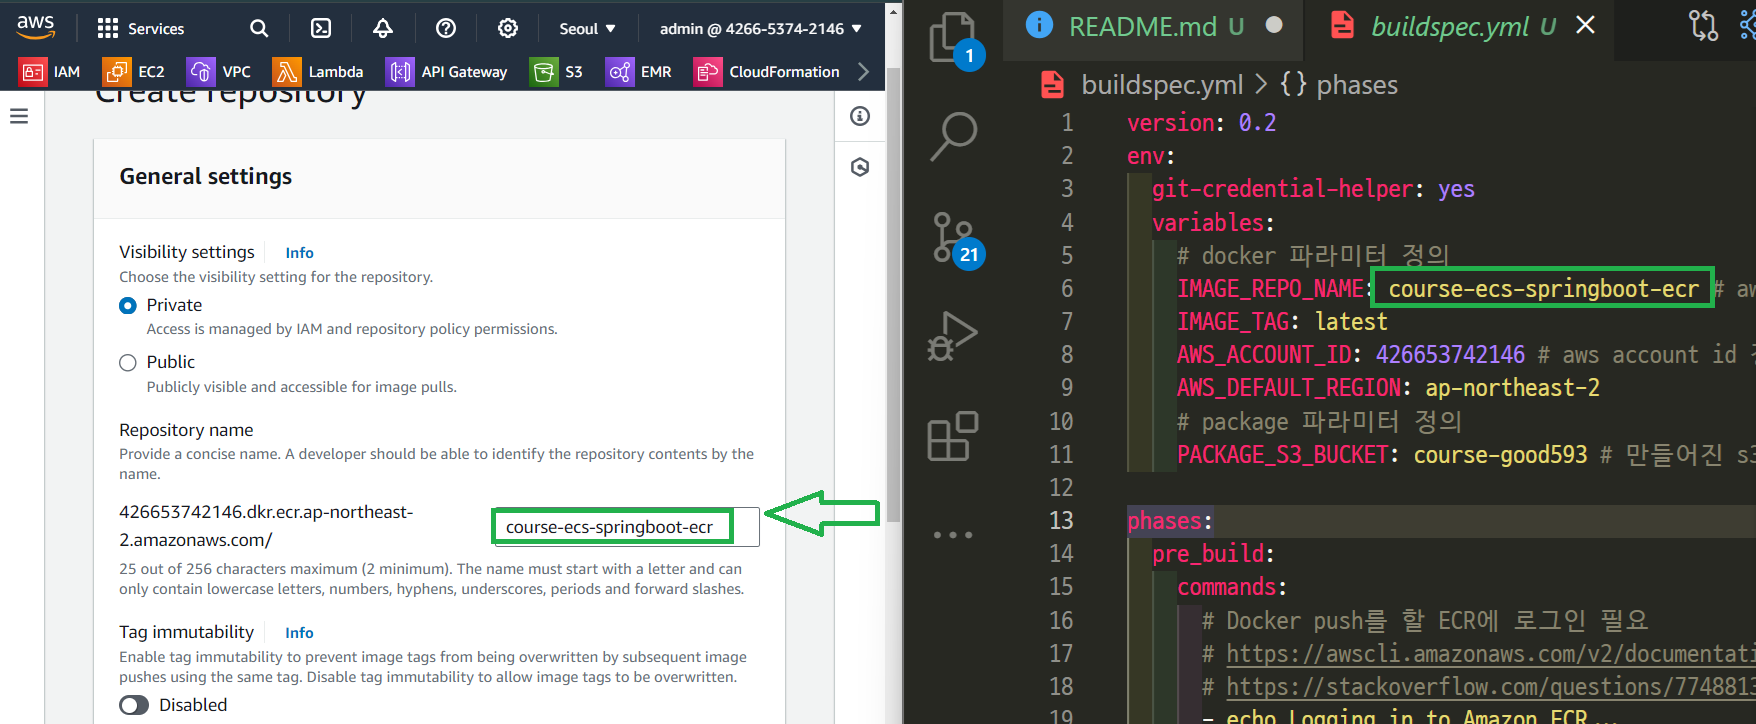 aws
Services
Seoul ▼
admin @ 4266-5374-2146 ▼
IAM
EC2
VPC
Lambda
API Gateway
S3
EMR
CloudFormation
Create repository
General settings
Visibility settings
Info
Choose the visibility setting for the repository.
Private
Access is managed by IAM and repository policy permissions.
Public
Publicly visible and accessible for image pulls.
Repository name
Provide a concise name. A developer should be able to identify the repository contents by the
name.
426653742146.dkr.ecr.ap-northeast-
2.amazonaws.com/
course-ecs-springboot-ecr
25 out of 256 characters maximum (2 minimum). The name must start with a letter and can
only contain lowercase letters, numbers, hyphens, underscores, periods and forward slashes.
Tag immutability
Info
Enable tag immutability to prevent image tags from being overwritten by subsequent image
pushes using the same tag. Disable tag immutability to allow image tags to be overwritten.
Disabled
1
21
README.md U
buildspec.yml U
buildspec.yml > {} phases
1 version: 0.2
2 env:
3 git-credential-helper: yes
4 variables:
5 # docker 파라미터 정의
6 IMAGE_REPO_NAME: course-ecs-springboot-ecr # aw
7 IMAGE_TAG: latest
8 AWS_ACCOUNT_ID: 426653742146 # aws account id
9 AWS_DEFAULT_REGION: ap-northeast-2
10 # package 파라미터 정의
11 PACKAGE_S3_BUCKET: course-good593 # 만들어진 s3
12
13 phases:
14 pre_build:
15 commands:
16 # Docker push를 할 ECR에 로그인 필요
17 # https://awscli.amazonaws.com/v2/documentati
18 # https://stackoverflow.com/questions/7748813
19 - echo Logging in to Amazon ECR...